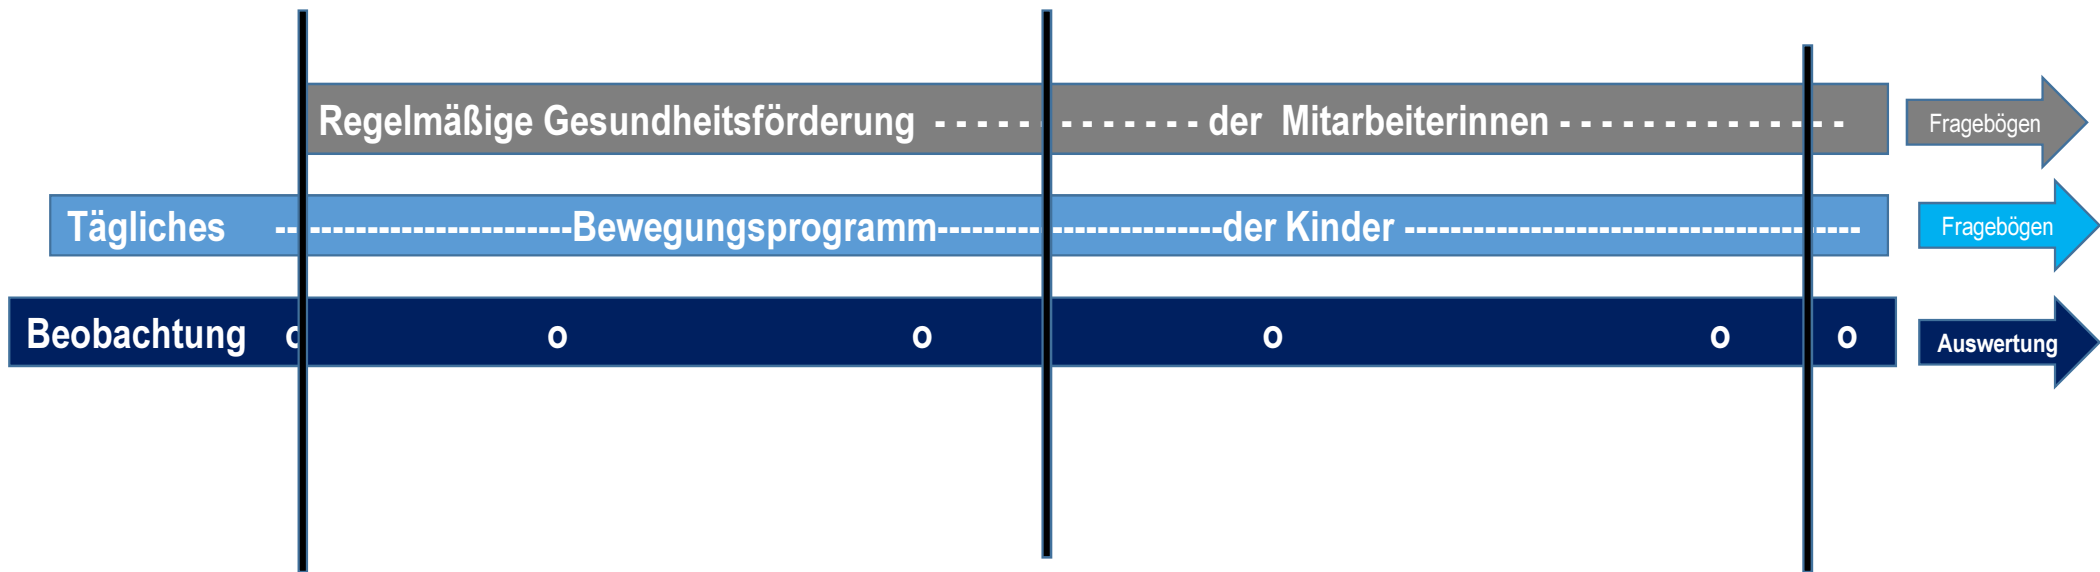 Regelmäßige Gesundheitsförderung - - - - - - - - - - - - - der Mitarbeiterinnen - - - - - - - - - - - - - -
Fragebögen
Tägliches -------------------------Bewegungsprogramm------------------------der Kinder ---------------------------------------
Fragebögen
Beobachtung o o o o o o
Auswertung